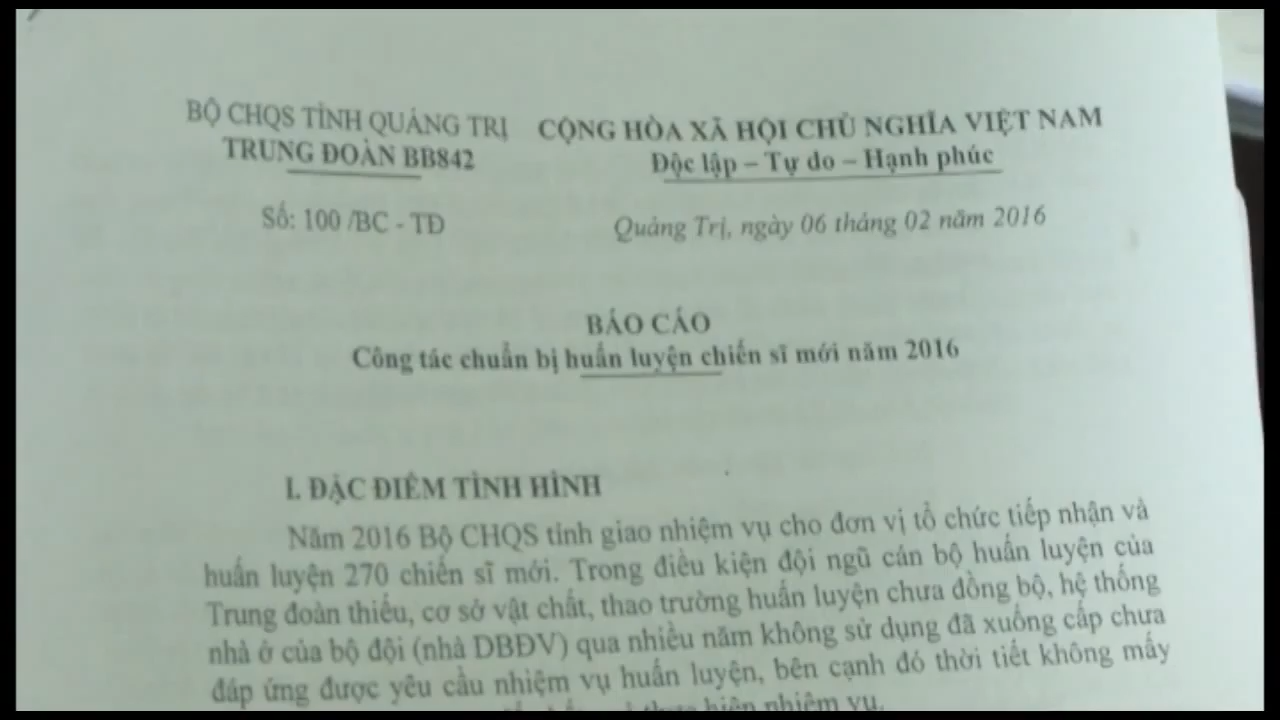 BỘ CHQS TỈNH QUẢNG TRỊ
TRUNG ĐOÀN BB842
CỘNG HÒA XÃ HỘI CHỦ NGHĨA VIỆT NAM
Độc lập – Tự do – Hạnh phúc
Số: 100 /BC - TĐ
Quảng Trị, ngày 06 tháng 02 năm 2016
BÁO CÁO
Công tác chuẩn bị huấn luyện chiến sĩ mới năm 2016
I. ĐẶC ĐIỂM TÌNH HÌNH
Năm 2016 Bộ CHQS tỉnh giao nhiệm vụ cho đơn vị tổ chức tiếp nhận và
huấn luyện 270 chiến sĩ mới. Trong điều kiện đội ngũ cán bộ huấn luyện của
Trung đoàn thiếu, cơ sở vật chất, thao trường huấn luyện chưa đồng bộ, hệ thống
nhà ở của bộ đội (nhà DBĐV) qua nhiều năm không sử dụng đã xuống cấp chưa
đáp ứng được yêu cầu nhiệm vụ huấn luyện, bên cạnh đó thời tiết không mấy
hiện nhiệm vụ.